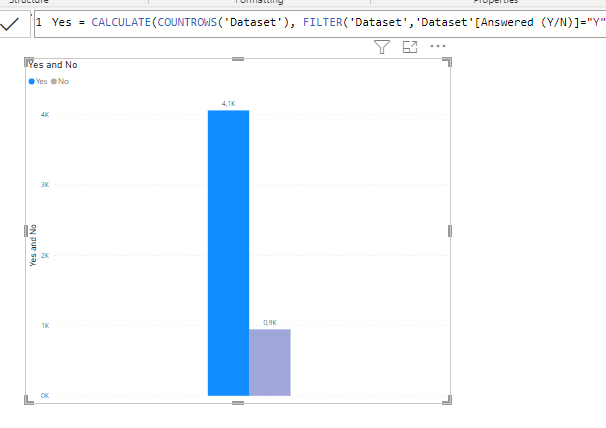 Formatting
Properties
1 Yes = CALCULATE(COUNTROWS('Dataset'), FILTER('Dataset','Dataset'[Answered (Y/N)]="Y"
Yes and No
Yes No
4,1K
4K
3K
Yes and No
2K
0,9K
1K
0K